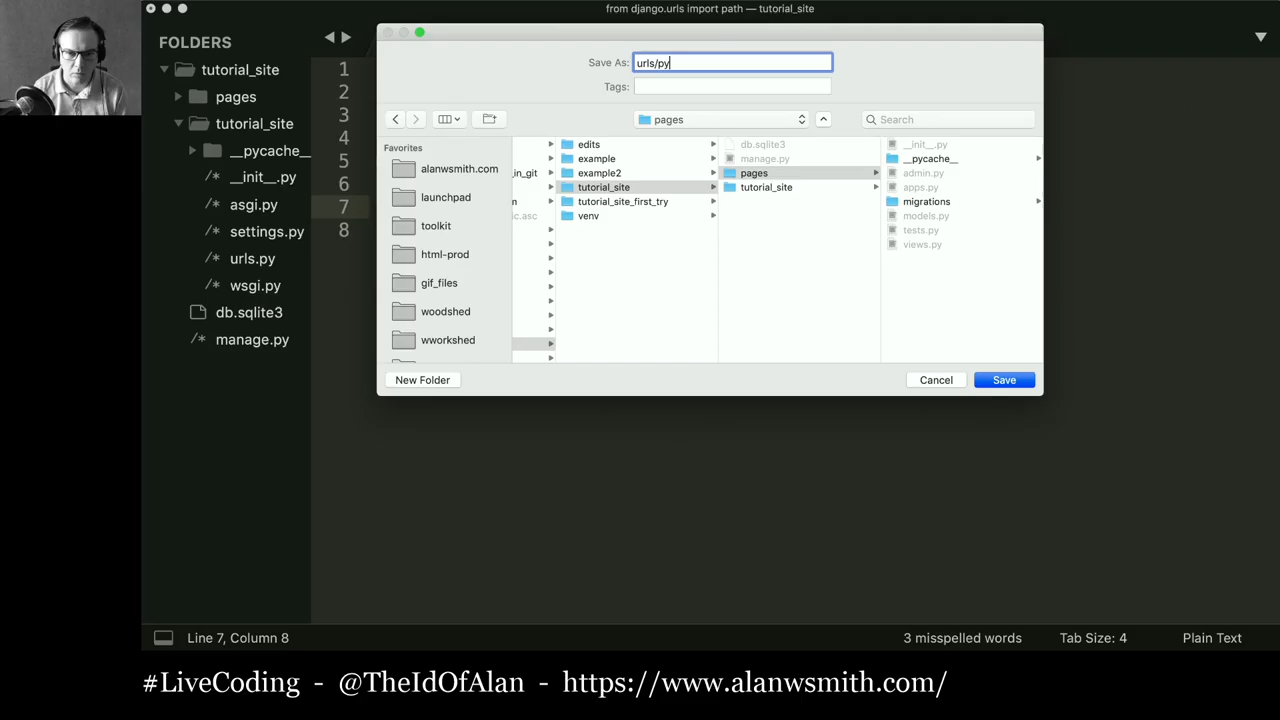 from django.urls import path — tutorial_site
FOLDERS
tutorial_site
pages
tutorial_site
__pycache__
__init__.py
asgi.py
settings.py
urls.py
wsgi.py
db.sqlite3
manage.py
1
2
3
4
5
6
7
8
Save As: urls/py
Tags:
pages
Search
Favorites
alanwsmith.com
launchpad
toolkit
html-prod
gif_files
woodshed
wworkshed
_in_git
m
ic.asc
edits
example
example2
tutorial_site
tutorial_site_first_try
venv
db.sqlite3
manage.py
pages
tutorial_site
__init__.py
__pycache__
admin.py
apps.py
migrations
models.py
tests.py
views.py
New Folder
Cancel
Save
Line 7, Column 8
3 misspelled words
Tab Size: 4
Plain Text
#LiveCoding - @TheIdOfAlan - https://www.alanwsmith.com/